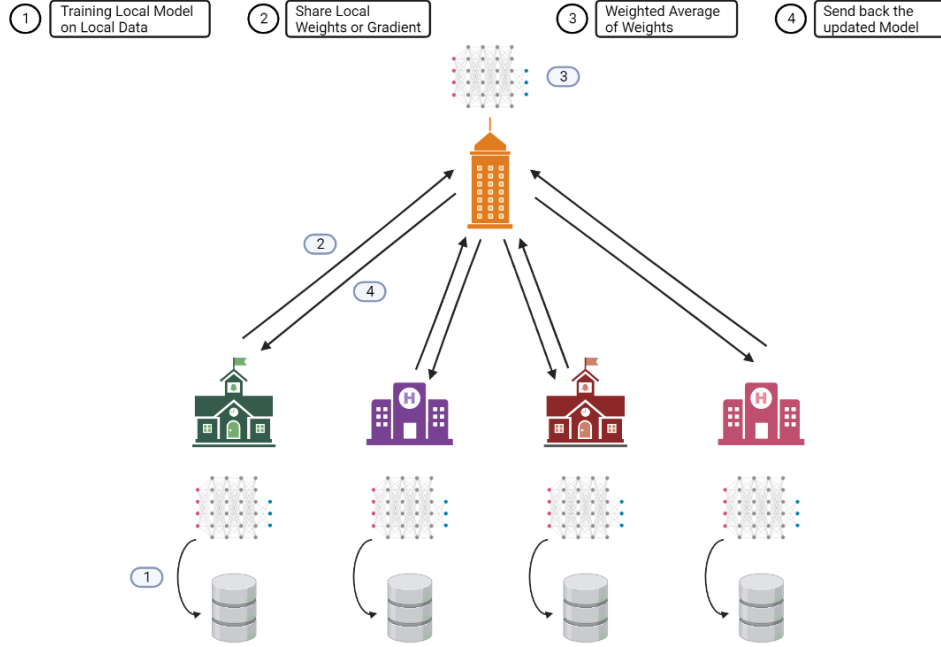 1 Training Local Model
on Local Data
2 Share Local
Weights or Gradient
3 Weighted Average
of Weights
4 Send back the
updated Model
3
2
4
H
H
1